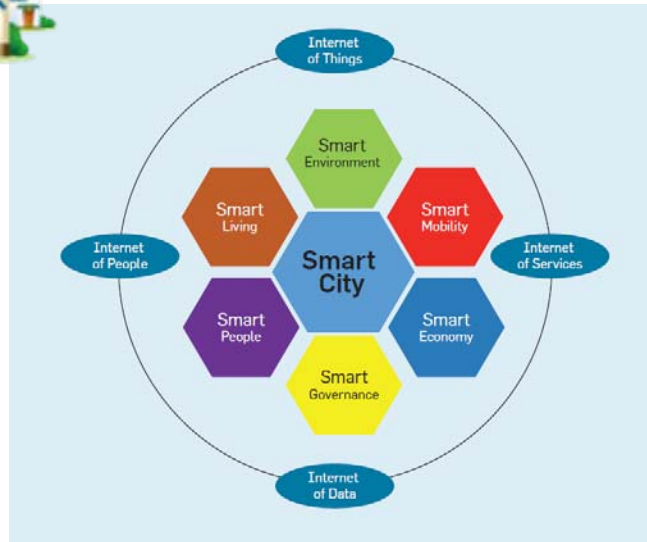 Internet
of Things
Smart
Environment
Smart
Living
Smart
Mobility
Internet
of People
Smart
City
Internet
of Services
Smart
People
Smart
Economy
Smart
Governance
Internet
of Data